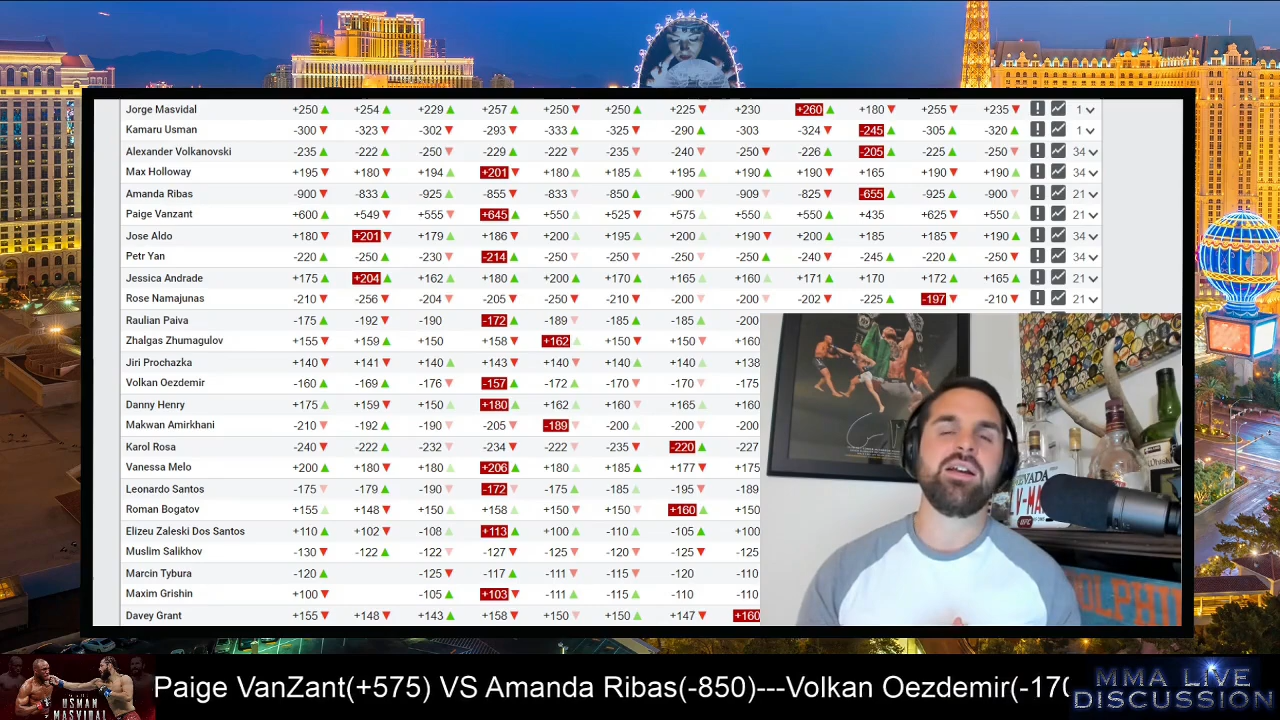 Jorge Masvidal +250▲ +254▲ +229▲ +257▲ +250▼ +250▲ +225▼ +230 +260▲ +180▼ +255▼ +235▼ 1
Kamaru Usman -300▼ -323▼ -302▼ -293▼ -333▲ -325▼ -290▲ -303 -324▼ -245▲ -305▲ -320▲ 1
Alexander Volkanovski -235▲ -222▲ -250▼ -229▲ -222▼ -235▼ -240▼ -250▼ -226▲ -205▲ -225▲ -250▼ 34
Max Holloway +195▼ +180▼ +194▲ +201▼ +180▲ +185▲ +195▲ +190▲ +190▼ +165 +190▼ +190▲ 34
Amanda Ribas -900▼ -833▲ -925▲ -855▼ -833▼ -850▲ -900▼ -909▼ -825▼ -655▲ -925▲ -900▼ 21
Paige Vanzant +600▲ +549▼ +555▼ +645▲ +550▲ +525▼ +575▲ +550▲ +550▲ +435 +625▼ +550▲ 21
Jose Aldo +180▼ +201▼ +179▲ +186▼ +200▲ +195▲ +200▲ +190▼ +200▲ +185 +185▼ +190▲ 34
Petr Yan -220▲ -250▲ -230▼ -214▲ -250▼ -250▼ -250▼ -250▲ -240▼ -245▲ -220▲ -250▼ 34
Jessica Andrade +175▲ +204▲ +162▲ +180▲ +200▲ +170▲ +165▲ +160▲ +171▲ +170 +172▲ +165▲ 21
Rose Namajunas -210▼ -256▼ -204▼ -205▼ -250▼ -210▼ -200▼ -200▼ -202▼ -225▲ -197▼ -210▼ 21
Raulian Paiva -175▲ -192▼ -190 -172▲ -189▼ -185▲ -185▲ -200
Zhalgas Zhumagulov +155▼ +159▲ +150 +158▼ +162▲ +150▼ +150▼ +160
Jiri Prochazka +140▼ +141▼ +140▲ +143▼ +140▼ +140▲ +140▲ +138
Volkan Oezdemir -160▲ -169▲ -176▼ -157▲ -172▲ -170▼ -170▼ -175
Danny Henry +175▲ +159▼ +150▲ +180▲ +162▲ +160▼ +165▲ +160
Makwan Amirkhani -210▼ -192▲ -200▼ -205▼ -189▼ -200▲ -200▼ -200
Karol Rosa -240▼ -222▲ -232▼ -234▼ -222▼ -235▼ -220▲ -227
Vanessa Melo +200▲ +180▼ +180▲ +206▲ +180▲ +185▲ +177▼ +175
Leonardo Santos -175▼ -179▲ -190▼ -172▼ -175▲ -185▲ -195▼ -189
Roman Bogatov +155▲ +148▼ +150▲ +158▲ +150▼ +150▼ +160▲ +150
Elizeu Zaleski Dos Santos +110▲ +102▼ -108▲ +113▲ +100▲ -110▲ -105▲ +100
Muslim Salikhov -130▼ -122▲ -122▼ -127▼ -125▼ -120▼ -125▼ -125
Marcin Tybura -120▲ -125▼ -117▲ -111▼ -115▼ -120 -110
Maxim Grishin +100▼ -105▲ +103▼ -111▲ -115▲ -110 -110
Davey Grant +155▼ +148▼ +143▲ +158▼ +150▼ +150▲ +147▼ +160
NEVADA
V-MA
UFC
Whiskey
DOLPHIN
USMAN
MASVIDAL
Paige VanZant(+575) VS Amanda Ribas(-850)---Volkan Oezdemir(-170
MMA LIVE
DISCUSSION